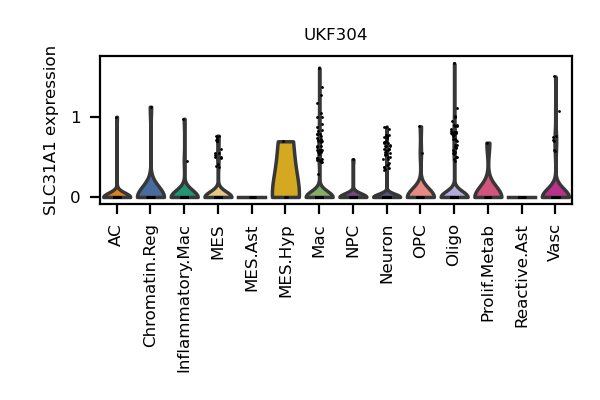 UKF304
SLC31A1 expression
1
0
AC
Chromatin.Reg
Inflammatory.Mac
MES
MES.Ast
MES.Hyp
Mac
NPC
Neuron
OPC
Oligo
Prolif.Metab
Reactive.Ast
Vasc